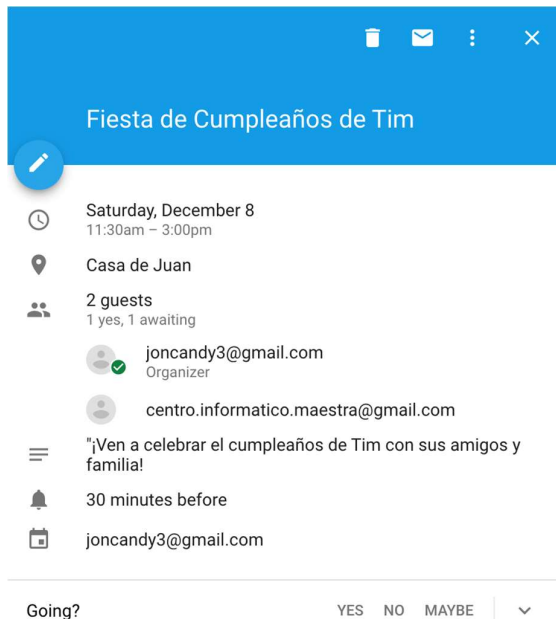 Fiesta de Cumpleaños de Tim
Saturday, December 8
11:30am – 3:00pm
Casa de Juan
2 guests
1 yes, 1 awaiting
joncandy3@gmail.com
Organizer
centro.informatico.maestra@gmail.com
"¡Ven a celebrar el cumpleaños de Tim con sus amigos y
familia!
30 minutes before
joncandy3@gmail.com
Going? YES NO MAYBE